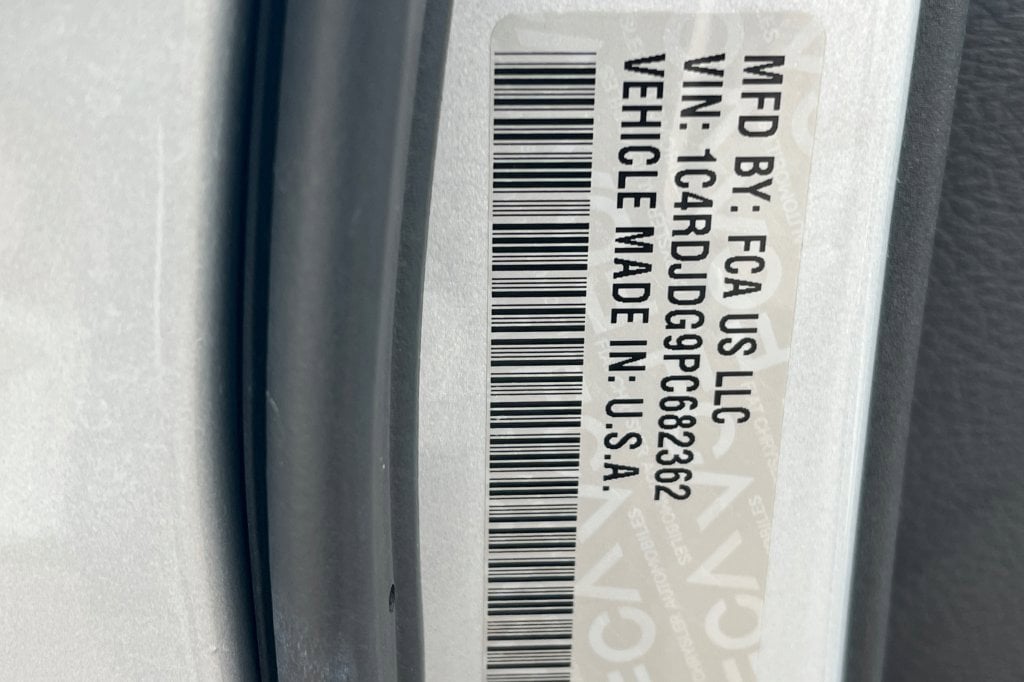 MFD BY: FCA US LLC
VIN: 1C4RDJDG9PC682362
VEHICLE MADE IN: U.S.A.